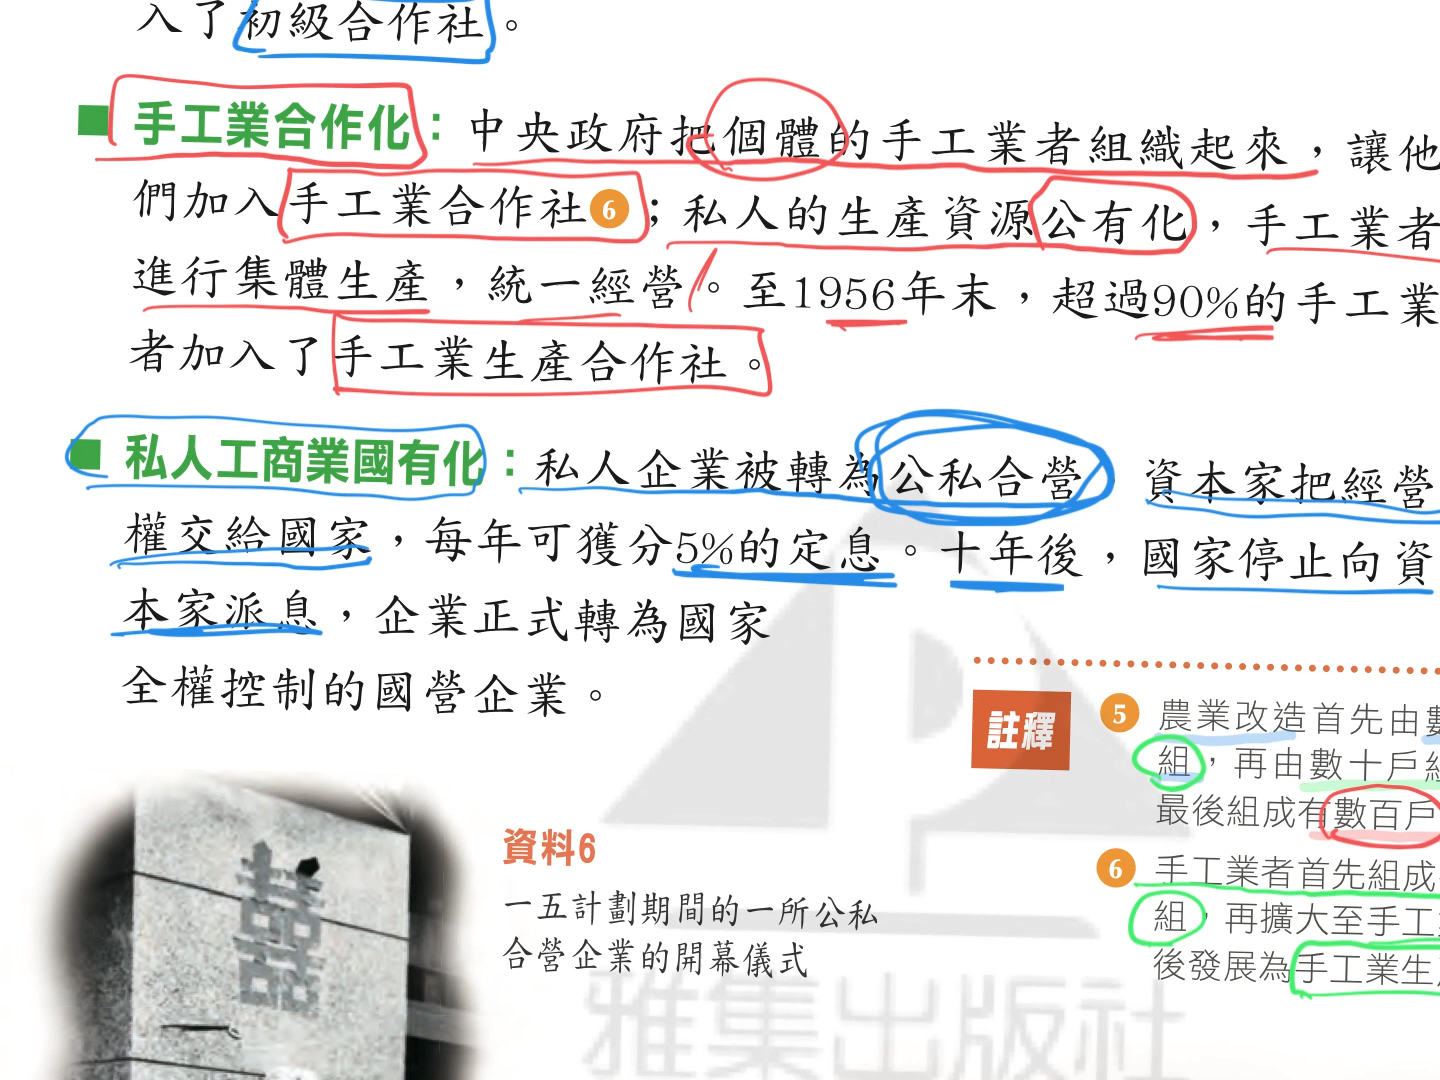 入了初級合作社。
■ 手工業合作化：中央政府把個體的手工業者組織起來，讓他
們加入手工業合作社6；私人的生產資源公有化，手工業者
進行集體生產，統一經營。至1956年末，超過90%的手工業
者加入了手工業生產合作社。
■ 私人工商業國有化：私人企業被轉為公私合營 資本家把經營
權交給國家，每年可獲分5%的定息。十年後，國家停止向資
本家派息，企業正式轉為國家
全權控制的國營企業。
註釋
5 農業改造首先由數
組，再由數十戶組
最後組成有數百戶
6 手工業者首先組成
組，再擴大至手工
後發展為手工業生
資料6
一五計劃期間的一所公私
合營企業的開幕儀式
囍
雅集出版社